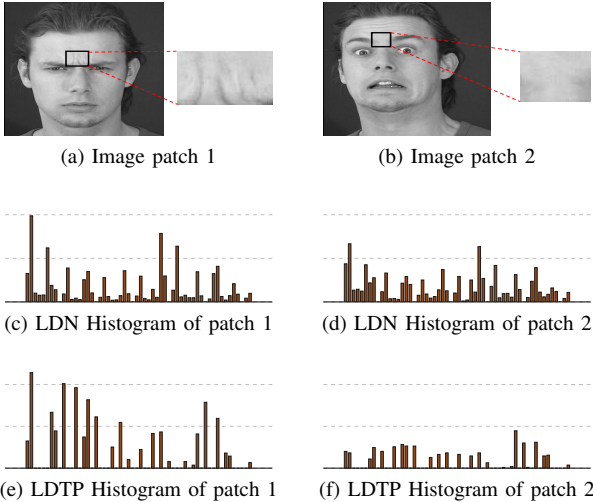 (a) Image patch 1
(b) Image patch 2
(c) LDN Histogram of patch 1
(d) LDN Histogram of patch 2
(e) LDTP Histogram of patch 1
(f) LDTP Histogram of patch 2